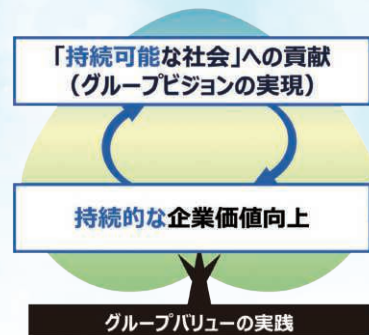 「持続可能な社会」への貢献
(グループビジョンの実現)
持続的な企業価値向上
グループバリューの実践